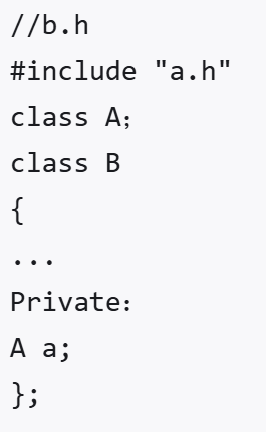 //b.h
#include "a.h"
class A；
class B
{
...
Private：
A a;
};